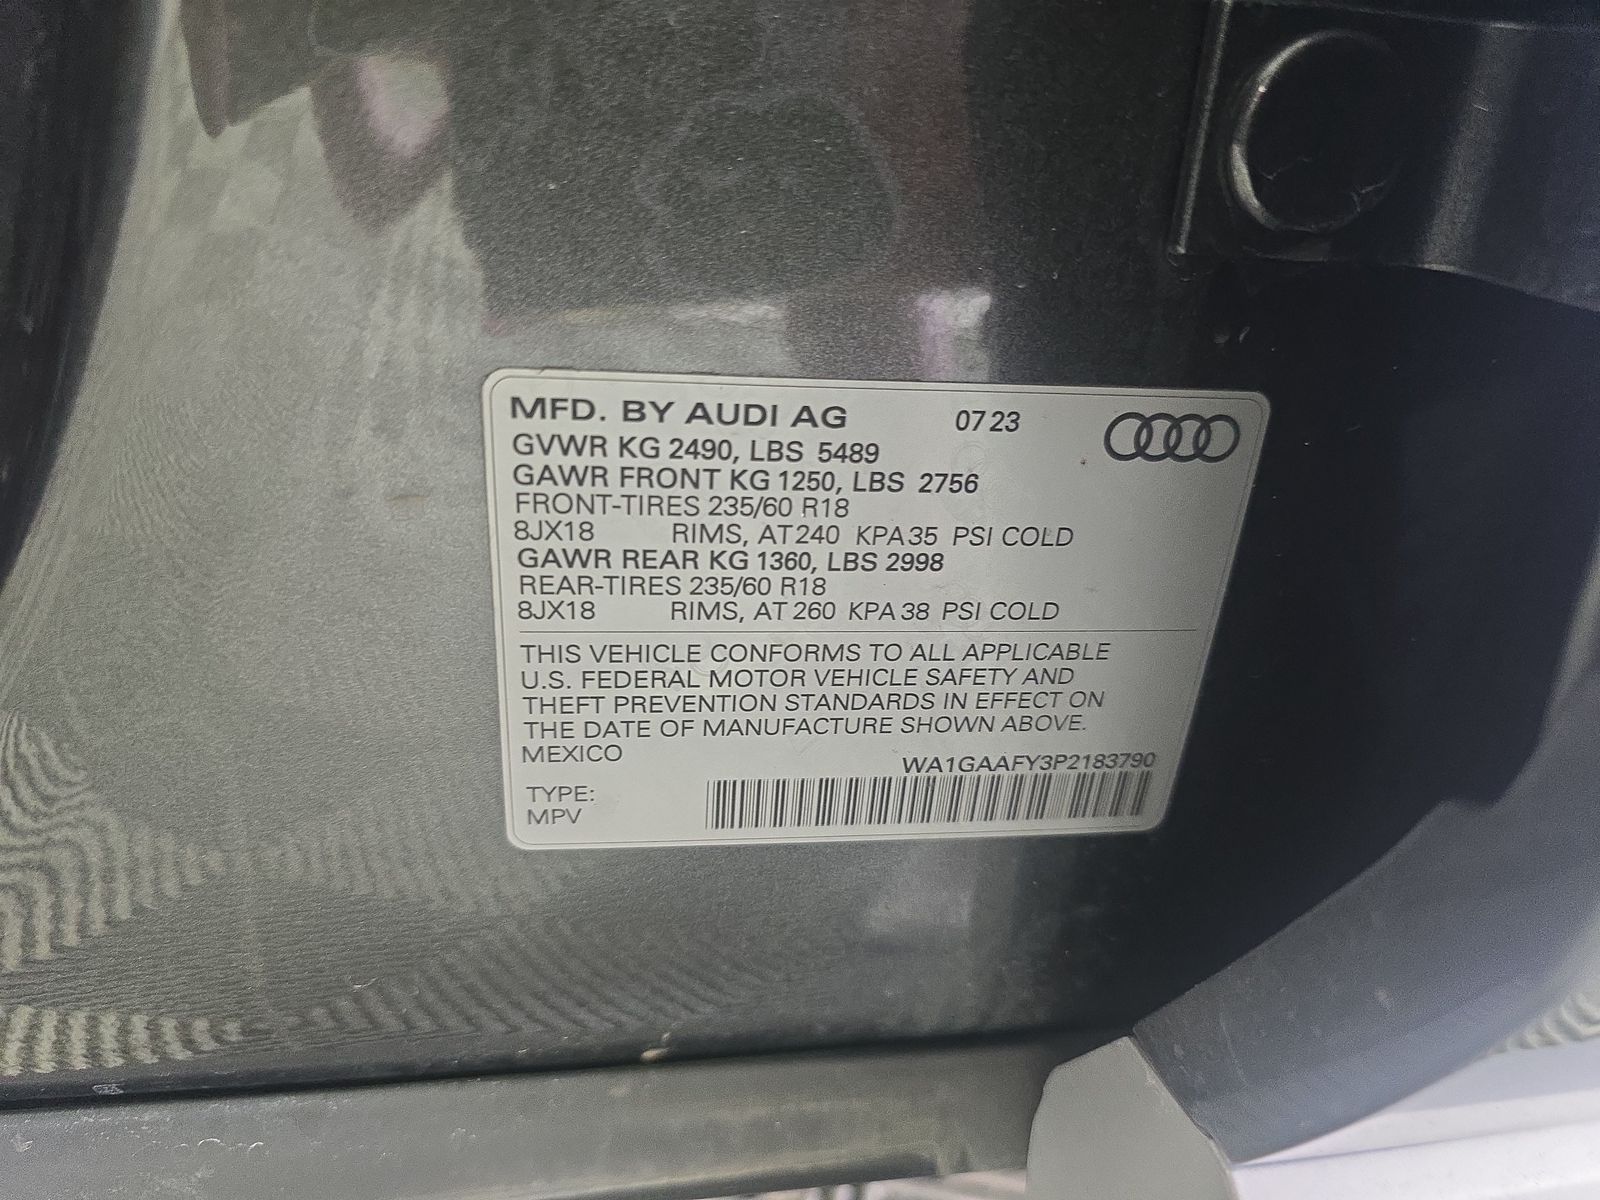 MFD. BY AUDI AG 07 23
GVWR KG 2490, LBS 5489
GAWR FRONT KG 1250, LBS 2756
FRONT-TIRES 235/60 R18
8JX18 RIMS, AT 240 KPA 35 PSI COLD
GAWR REAR KG 1360, LBS 2998
REAR-TIRES 235/60 R18
8JX18 RIMS, AT 260 KPA 38 PSI COLD
THIS VEHICLE CONFORMS TO ALL APPLICABLE
U.S. FEDERAL MOTOR VEHICLE SAFETY AND
THEFT PREVENTION STANDARDS IN EFFECT ON
THE DATE OF MANUFACTURE SHOWN ABOVE.
MEXICO
WA1GAAFY3P2183790
TYPE:
MPV